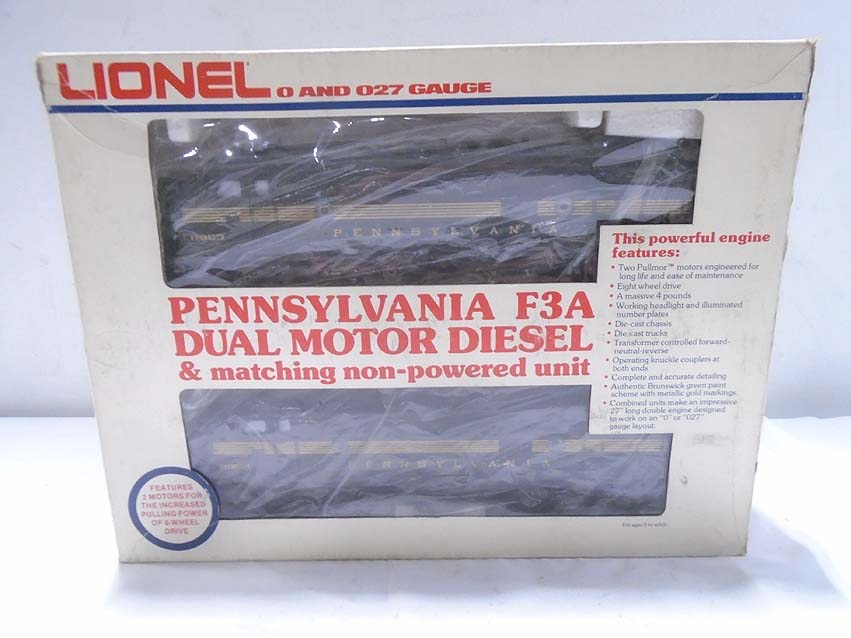 LIONEL O AND O27 GAUGE
PENNSYLVANIA
This powerful engine
features:
• Two Pullmor™ motors engineered for
long life and ease of maintenance
• Eight wheel drive
• A massive 4 pounds
• Working headlight and illuminated
number plates
• Die-cast chassis
• Die-cast trucks
• Transformer controlled forward-
neutral-reverse
• Operating knuckle couplers at
both ends
• Complete and accurate detailing
• Authentic Brunswick green paint
scheme with metallic gold markings.
• Combined units make an impressive
27" long double engine designed
to work on an "O" or "027"
gauge layout.
PENNSYLVANIA F3A
DUAL MOTOR DIESEL
& matching non-powered unit
PENNSYLVANIA
FEATURES
2 MOTORS FOR
THE INCREASED
PULLING POWER
OF 8-WHEEL
DRIVE
For ages 8 to adult.